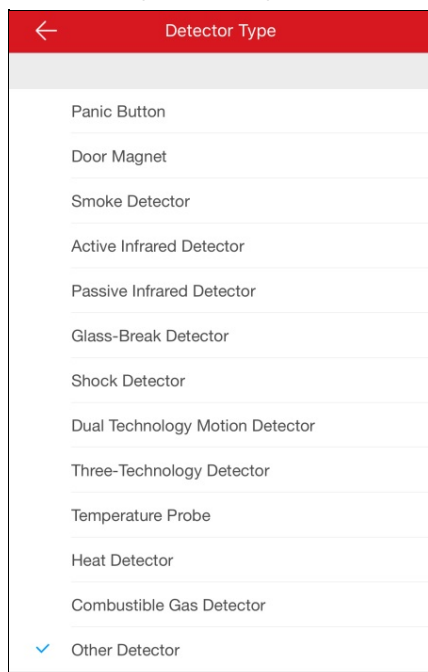 Detector Type
Panic Button
Door Magnet
Smoke Detector
Active Infrared Detector
Passive Infrared Detector
Glass-Break Detector
Shock Detector
Dual Technology Motion Detector
Three-Technology Detector
Temperature Probe
Heat Detector
Combustible Gas Detector
Other Detector